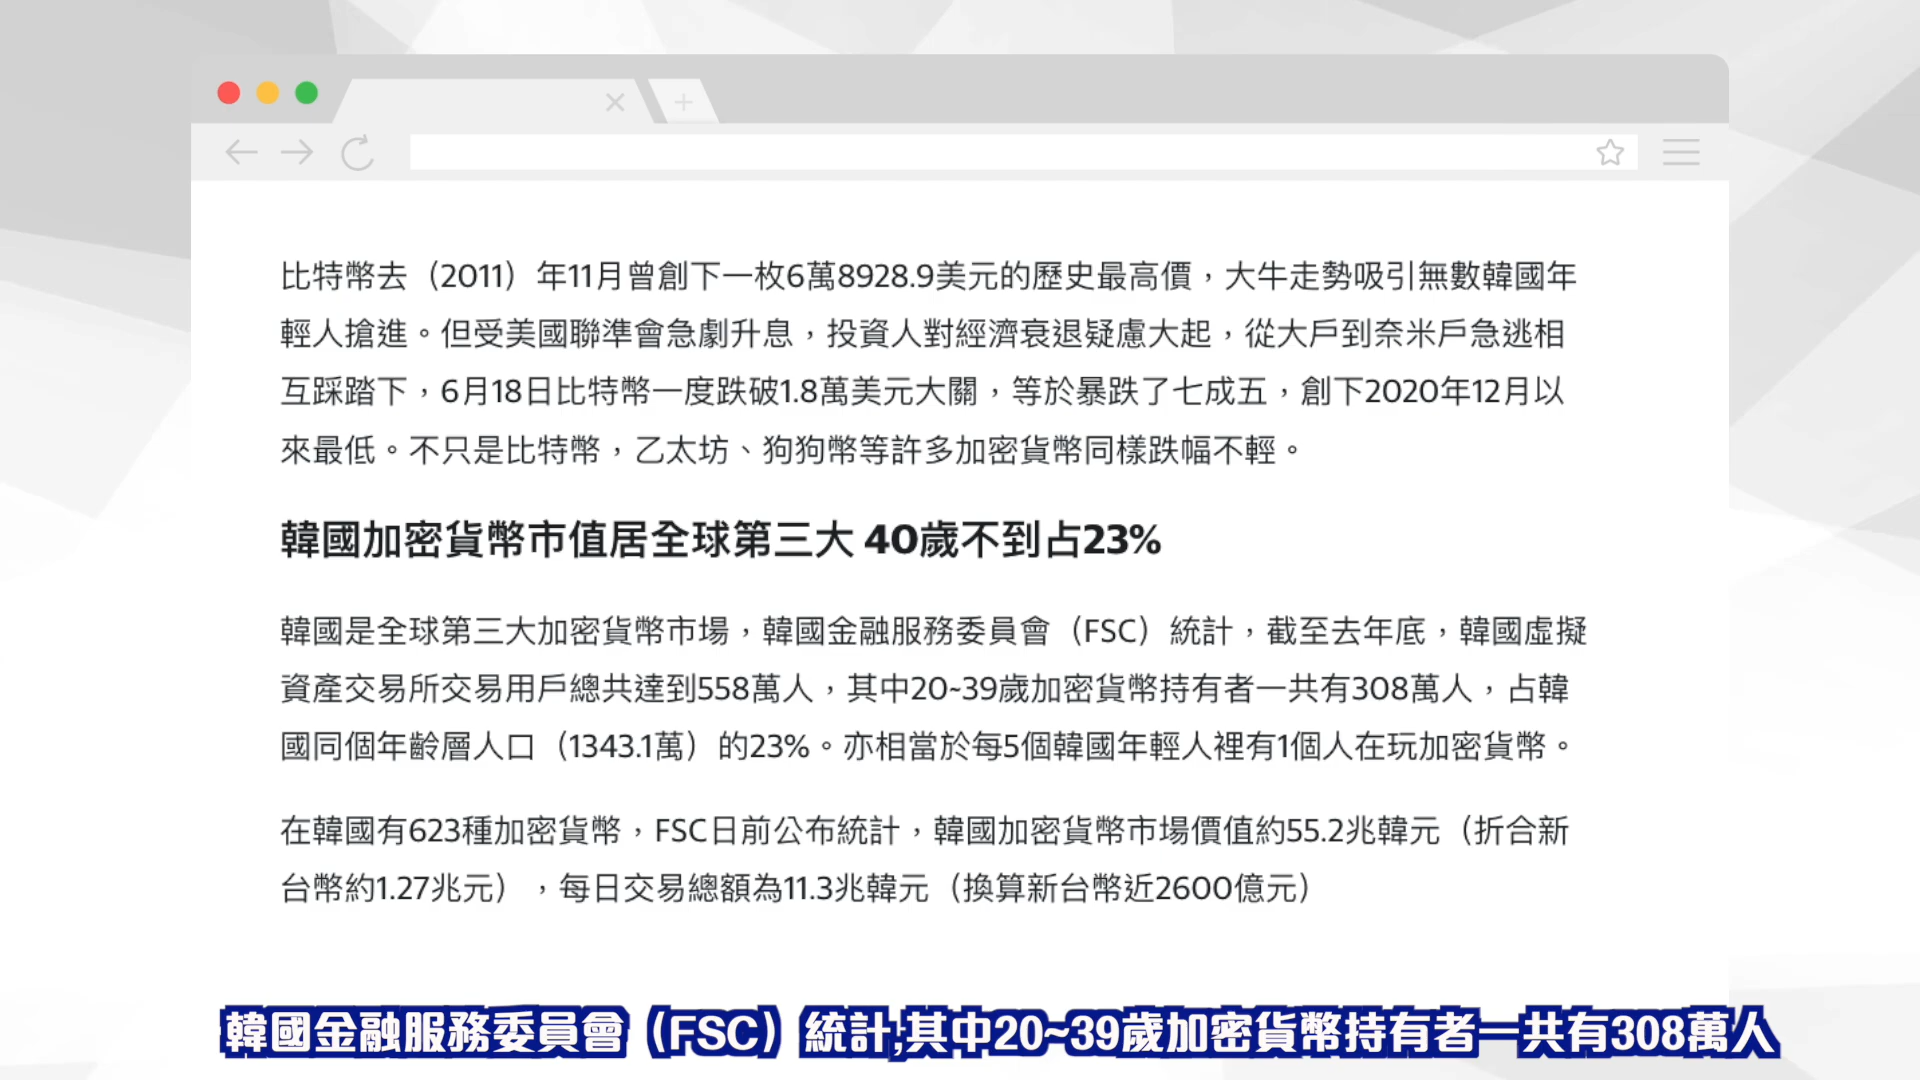 比特幣去（2011）年11月曾創下一枚6萬8928.9美元的歷史最高價，大牛走勢吸引無數韓國年
輕人搶進。但受美國聯準會急劇升息，投資人對經濟衰退疑慮大起，從大戶到奈米戶急逃相
互踩踏下，6月18日比特幣一度跌破1.8萬美元大關，等於暴跌了七成五，創下2020年12月以
來最低。不只是比特幣，乙太坊、狗狗幣等許多加密貨幣同樣跌幅不輕。
韓國加密貨幣市值居全球第三大 40歲不到占23%
韓國是全球第三大加密貨幣市場，韓國金融服務委員會（FSC）統計，截至去年底，韓國虛擬
資產交易所交易用戶總共達到558萬人，其中20~39歲加密貨幣持有者一共有308萬人，占韓
國同個年齡層人口（1343.1萬）的23%。亦相當於每5個韓國年輕人裡有1個人在玩加密貨幣。
在韓國有623種加密貨幣，FSC日前公布統計，韓國加密貨幣市場價值約55.2兆韓元（折合新
台幣約1.27兆元），每日交易總額為11.3兆韓元（換算新台幣近2600億元）
韓國金融服務委員會（FSC）統計,其中20~39歲加密貨幣持有者一共有308萬人